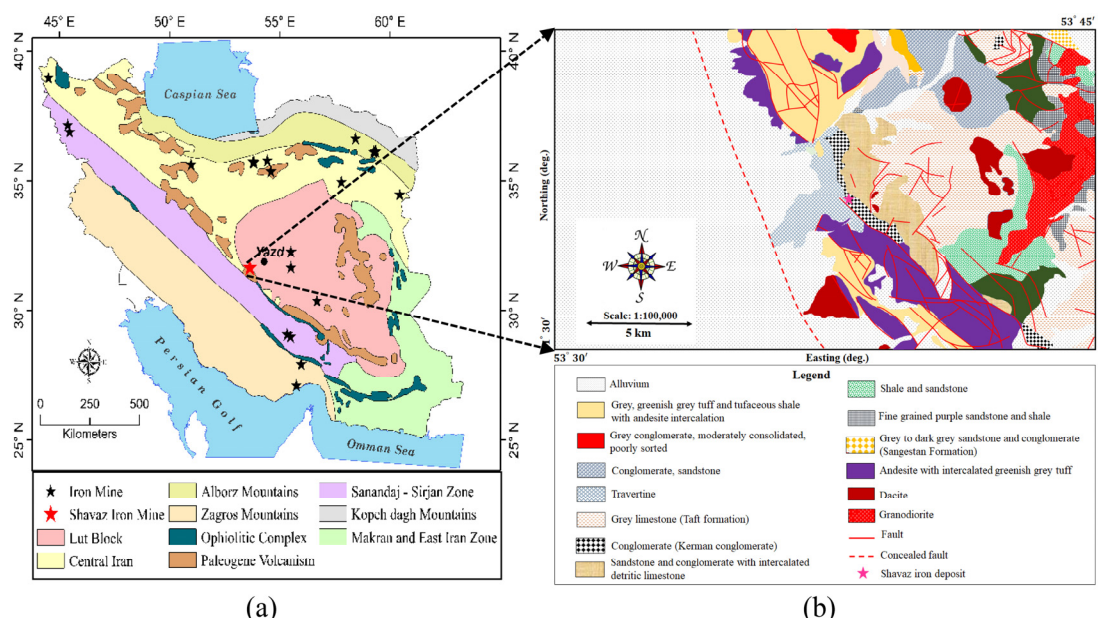 45° E 50° E 55° E 60° E
40° N
35° N
30° N
25° N
40° N
35° N
30° N
25° N
Caspian Sea
Yazd
Persian Golf
Omman Sea
W E
S
0 250 500
Kilometers
Iron Mine
Shavaz Iron Mine
Lut Block
Central Iran
Alborz Mountains
Zagros Mountains
Ophiolitic Complex
Paleogene Volcanism
Sanandaj - Sirjan Zone
Kopeh dagh Mountains
Makran and East Iran Zone
(a)
53° 45′
Northing (deg.)
N
W E
S
Scale: 1:100,000
5 km
30′
53° 30′
Easting (deg.)
Legend
Alluvium
Grey, greenish grey tuff and tufaceous shale
with andesite intercalation
Grey conglomerate, moderately consolidated,
poorly sorted
Conglomerate, sandstone
Travertine
Grey limestone (Taft formation)
Conglomerate (Kerman conglomerate)
Sandstone and conglomerate with intercalated
detritic limestone
Shale and sandstone
Fine grained purple sandstone and shale
Grey to dark grey sandstone and conglomerate
(Sangestan Formation)
Andesite with intercalated greenish grey tuff
Dacite
Granodiorite
Fault
Concealed fault
Shavaz iron deposit
(b)